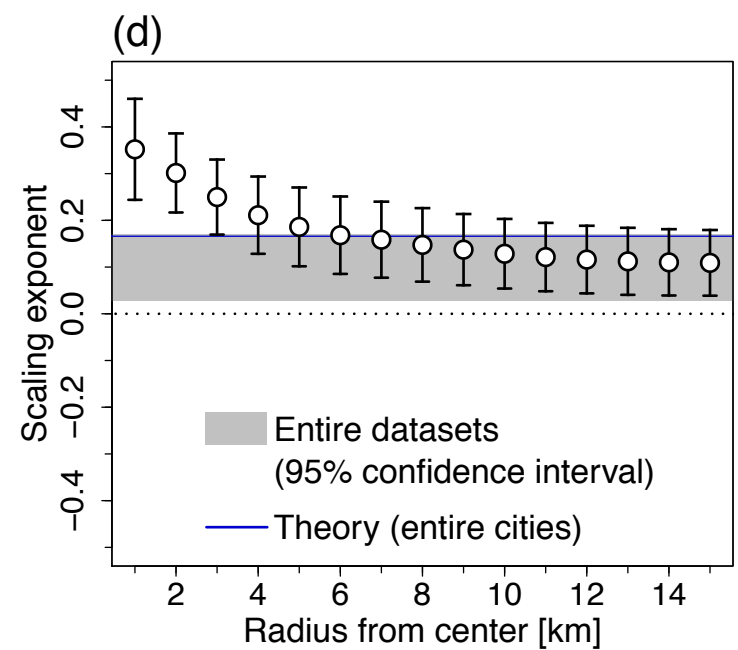 (d)
Scaling exponent
0.4
0.2
0.0
−0.2
−0.4
Entire datasets
(95% confidence interval)
Theory (entire cities)
2 4 6 8 10 12 14
Radius from center [km]